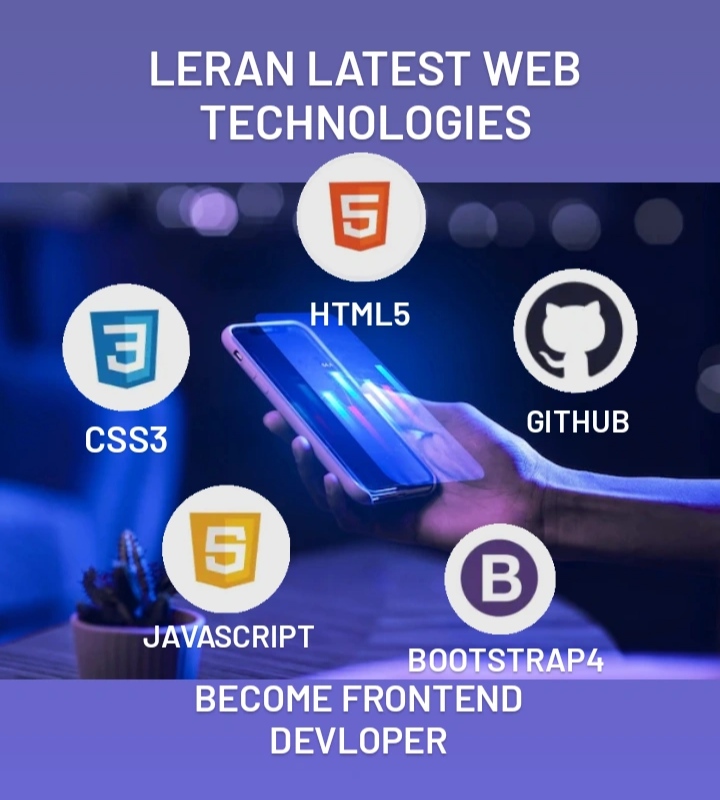 LERAN LATEST WEB
TECHNOLOGIES
HTML5
CSS3
GITHUB
JAVASCRIPT
B
BOOTSTRAP4
BECOME FRONTEND
DEVLOPER